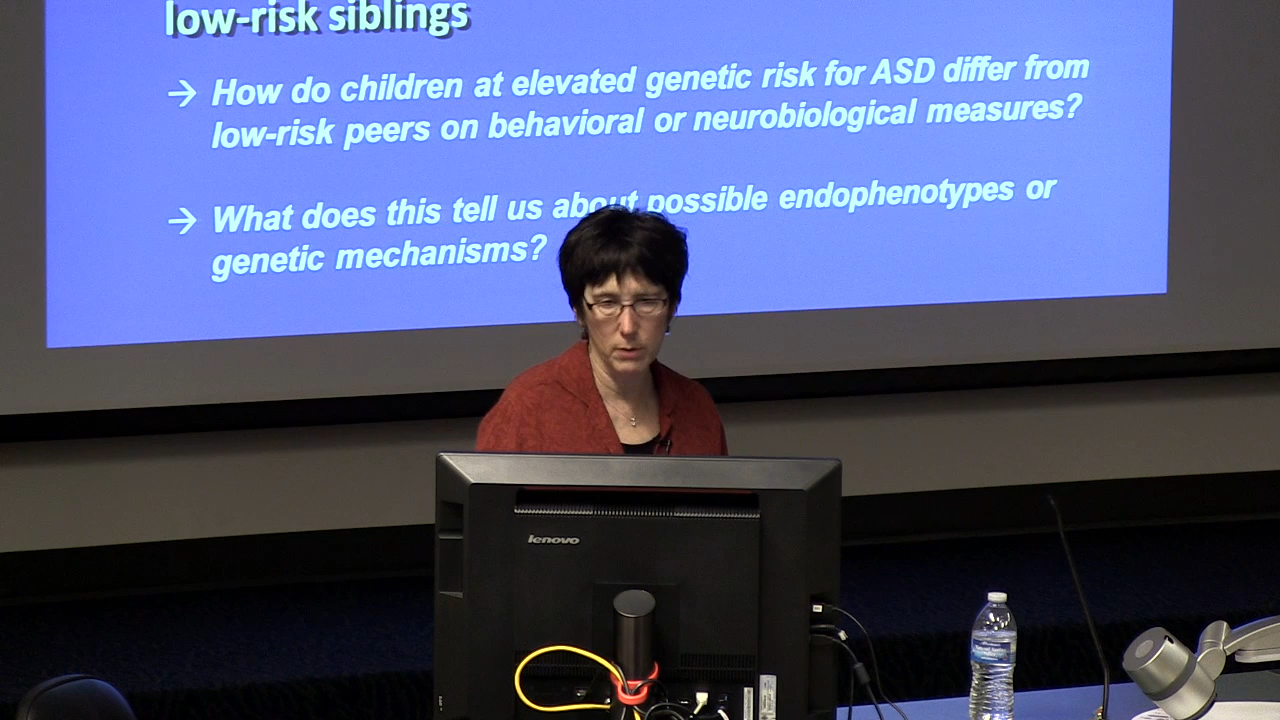 low-risk siblings
→ How do children at elevated genetic risk for ASD differ from
low-risk peers on behavioral or neurobiological measures?
→ What does this tell us about possible endophenotypes or
genetic mechanisms?
lenovo